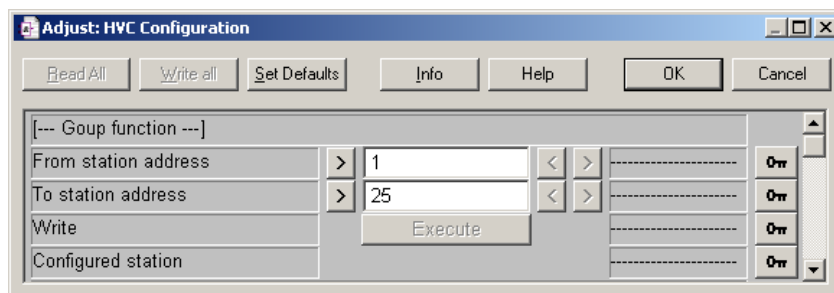 Adjust: HVC Configuration
Read All Write all Set Defaults Info Help OK Cancel
[--- Goup function ---]
From station address > 1 < > ----------------------
To station address > 25 < > ----------------------
Write Execute ----------------------
Configured station ----------------------